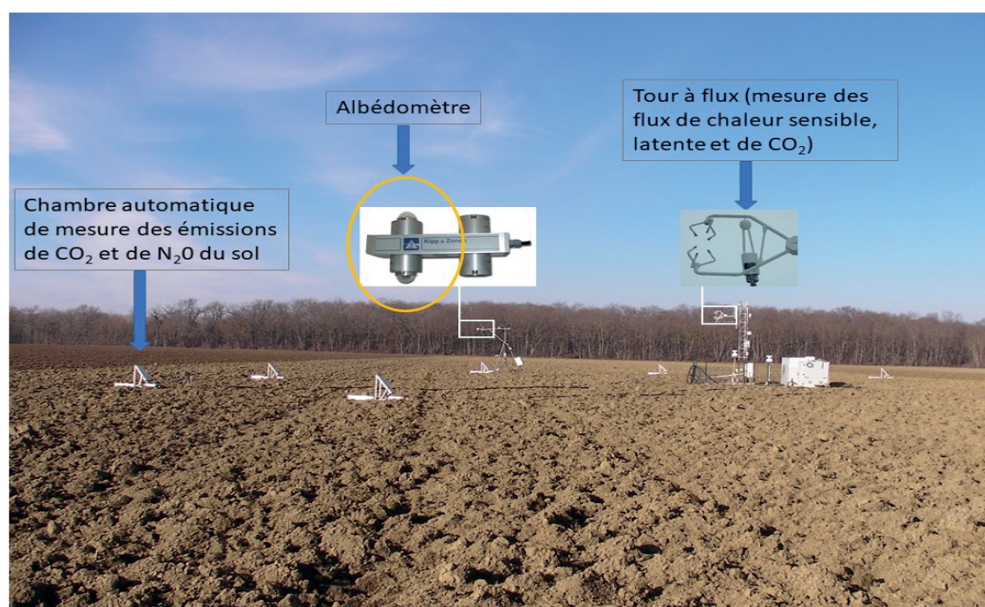 Albédomètre
Tour à flux (mesure des
flux de chaleur sensible,
latente et de CO₂)
Chambre automatique
de mesure des émissions
de CO₂ et de N₂0 du sol
Kipp & Zonen